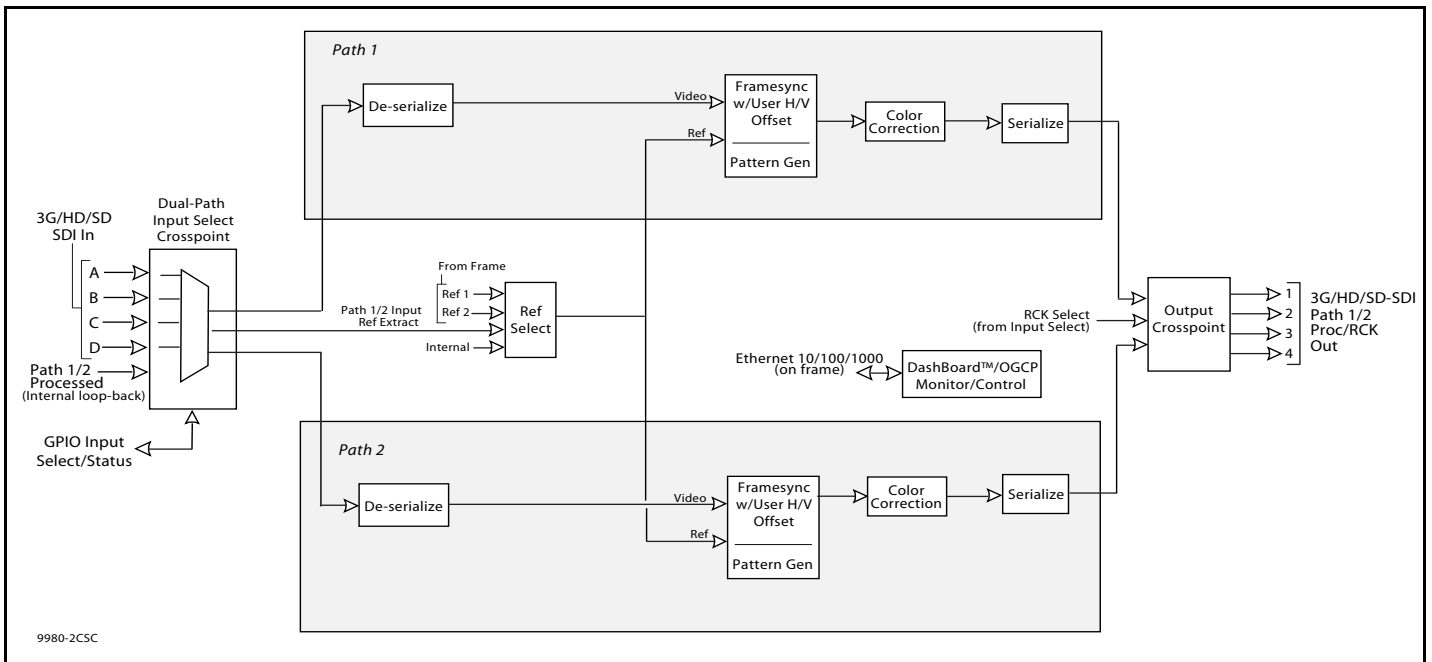 Path 1
De-serialize
Video
Ref
Framesync
w/User H/V
Offset
Pattern Gen
Color
Correction
Serialize
3G/HD/SD
SDI In
Dual-Path
Input Select
Crosspoint
A
B
C
D
Path 1/2
Processed
(Internal loop-back)
GPIO Input
Select/Status
From Frame
Ref 1
Ref 2
Path 1/2 Input
Ref Extract
Internal
Ref
Select
Ethernet 10/100/1000
(on frame)
DashBoard™/OGCP
Monitor/Control
RCK Select
(from Input Select)
Output
Crosspoint
1
2
3
4
3G/HD/SD-SDI
Path 1/2
Proc/RCK
Out
Path 2
De-serialize
Video
Ref
Framesync
w/User H/V
Offset
Pattern Gen
Color
Correction
Serialize
9980-2CSC